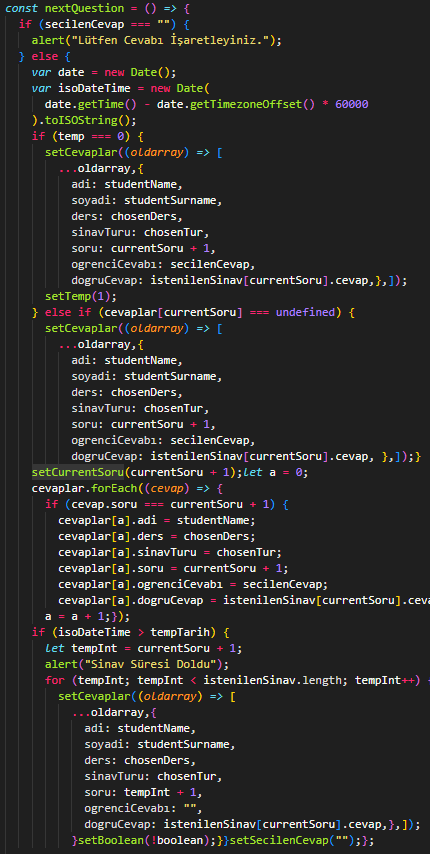 const nextQuestion = () => {
if (secilenCevap === "") {
alert("Lütfen Cevabı İşaretleyiniz.");
} else {
var date = new Date();
var isoDateTime = new Date(
date.getTime() - date.getTimezoneOffset() * 60000
).toISOString();
if (temp === 0) {
setCevaplar((oldarray) => [
...oldarray,{
adi: studentName,
soyadi: studentSurname,
ders: chosenDers,
sinavTuru: chosenTur,
soru: currentSoru + 1,
ogrenciCevabı: secilenCevap,
dogruCevap: istenilenSinav[currentSoru].cevap,},]);
setTemp(1);
} else if (cevaplar[currentSoru] === undefined) {
setCevaplar((oldarray) => [
...oldarray,{
adi: studentName,
soyadi: studentSurname,
ders: chosenDers,
sinavTuru: chosenTur,
soru: currentSoru + 1,
ogrenciCevabı: secilenCevap,
dogruCevap: istenilenSinav[currentSoru].cevap, },]);}
setCurrentSoru(currentSoru + 1);let a = 0;
cevaplar.forEach((cevap) => {
if (cevap.soru === currentSoru + 1) {
cevaplar[a].adi = studentName;
cevaplar[a].ders = chosenDers;
cevaplar[a].sinavTuru = chosenTur;
cevaplar[a].soru = currentSoru + 1;
cevaplar[a].ogrenciCevabı = secilenCevap;
cevaplar[a].dogruCevap = istenilenSinav[currentSoru].ceva
a = a + 1;});
if (isoDateTime > tempTarih) {
let tempInt = currentSoru + 1;
alert("Sinav Süresi Doldu");
for (tempInt; tempInt < istenilenSinav.length; tempInt++) {
setCevaplar((oldarray) => [
...oldarray,{
adi: studentName,
soyadi: studentSurname,
ders: chosenDers,
sinavTuru: chosenTur,
soru: tempInt + 1,
ogrenciCevabı: "",
dogruCevap: istenilenSinav[currentSoru].cevap,},]);
}setBoolean(!boolean);}}setSecilenCevap("");};